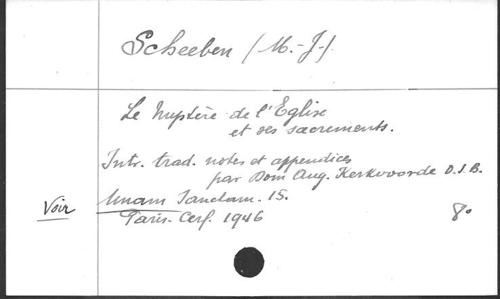 Scheeben (M.-J.)
Le Mystère de l'Eglise
et ses sacrements.
Intr. trad. notes et appendices
par Dom Aug. Kerkvoorde O.S.B.
Voir Unam Sanctam. 15.
Paris. Cerf. 1946 8°